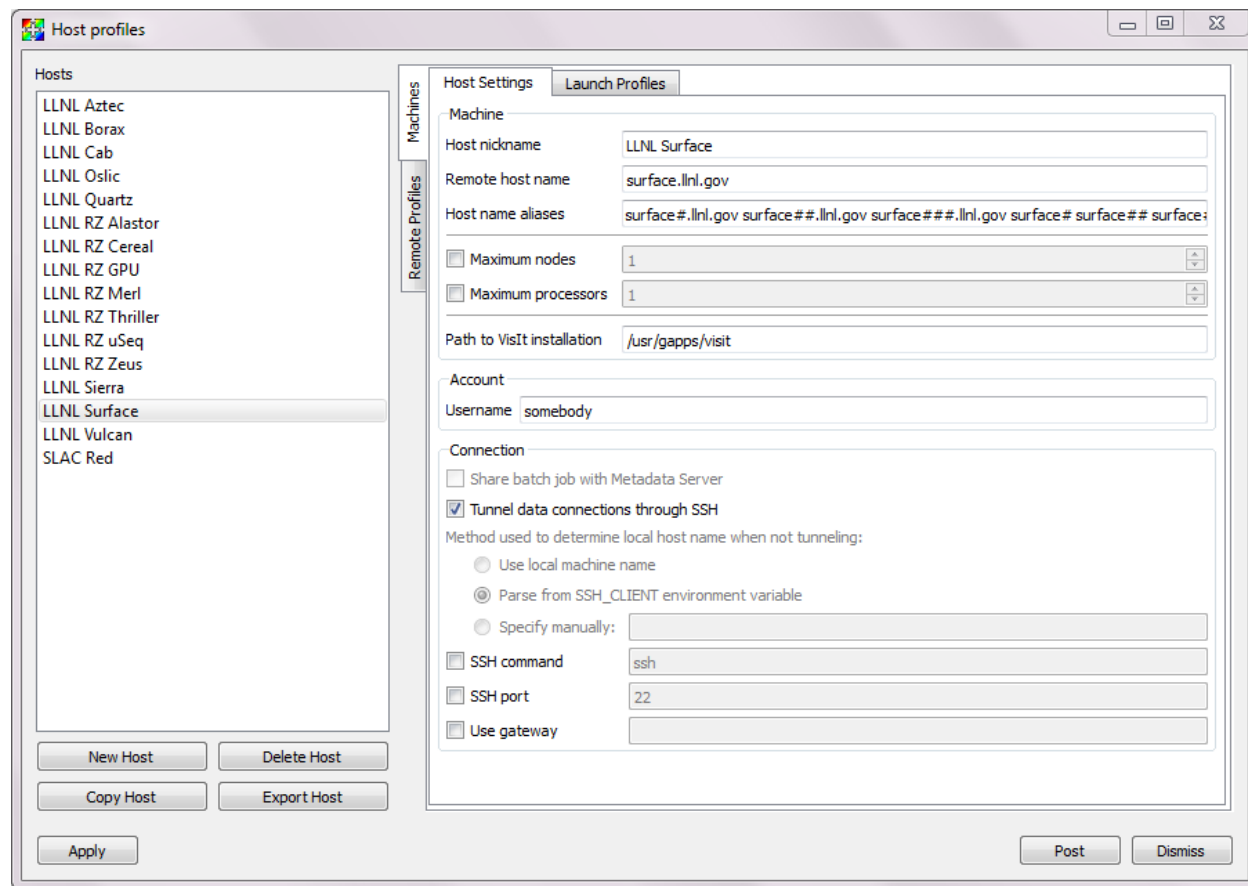 Host profiles
Hosts
LLNL Aztec
LLNL Borax
LLNL Cab
LLNL Oslic
LLNL Quartz
LLNL RZ Alastor
LLNL RZ Cereal
LLNL RZ GPU
LLNL RZ Merl
LLNL RZ Thriller
LLNL RZ uSeq
LLNL RZ Zeus
LLNL Sierra
LLNL Surface
LLNL Vulcan
SLAC Red
New Host Delete Host
Copy Host Export Host
Machines
Remote Profiles
Host Settings Launch Profiles
Machine
Host nickname LLNL Surface
Remote host name surface.llnl.gov
Host name aliases surface#.llnl.gov surface##.llnl.gov surface###.llnl.gov surface# surface## surface#
Maximum nodes 1
Maximum processors 1
Path to VisIt installation /usr/gapps/visit
Account
Username somebody
Connection
Share batch job with Metadata Server
Tunnel data connections through SSH
Method used to determine local host name when not tunneling:
Use local machine name
Parse from SSH_CLIENT environment variable
Specify manually:
SSH command ssh
SSH port 22
Use gateway
Apply Post Dismiss